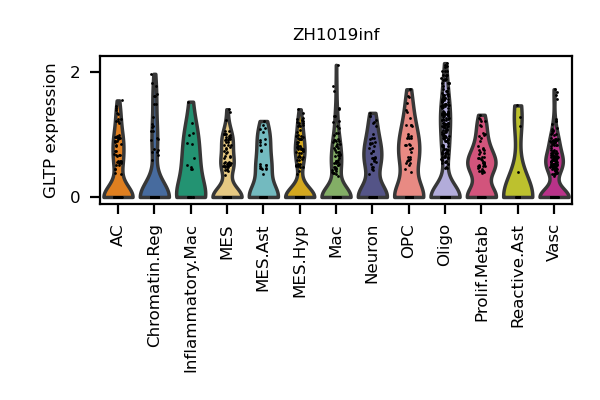 ZH1019inf
GLTP expression
2
0
AC
Chromatin.Reg
Inflammatory.Mac
MES
MES.Ast
MES.Hyp
Mac
Neuron
OPC
Oligo
Prolif.Metab
Reactive.Ast
Vasc